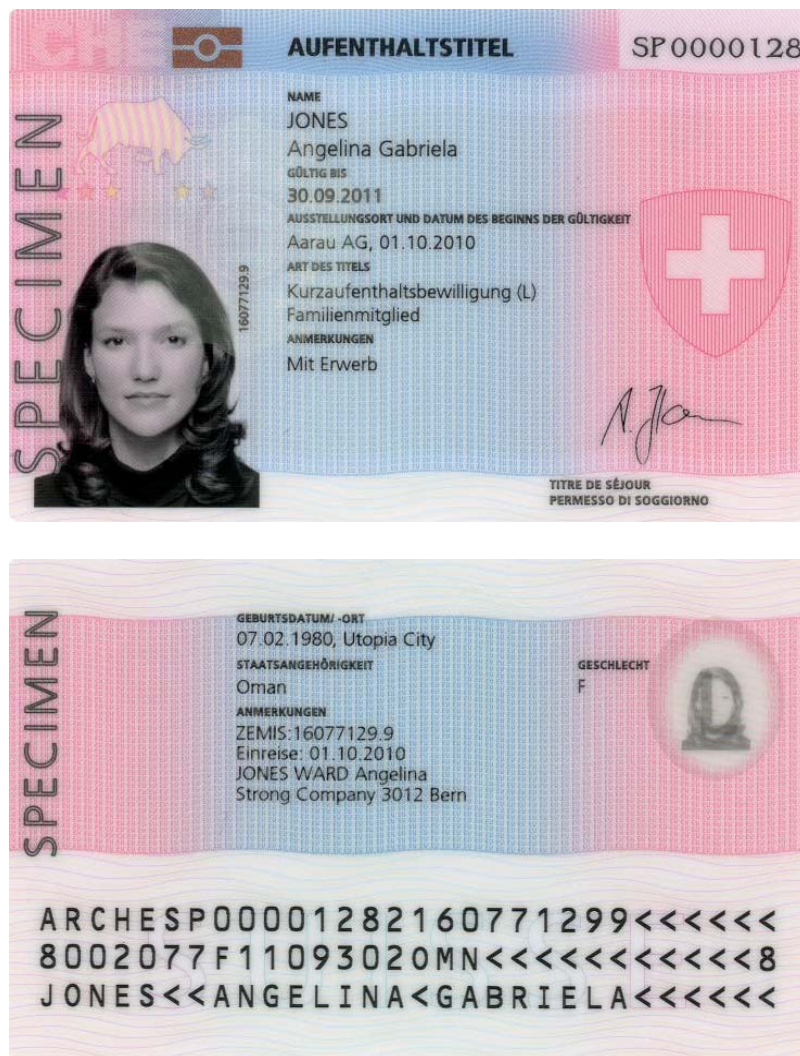 CHE
AUFENTHALTSTITEL
SP0000128
SPECIMEN
NAME
JONES
Angelina Gabriela
GÜLTIG BIS
30.09.2011
AUSSTELLUNGSORT UND DATUM DES BEGINNS DER GÜLTIGKEIT
Aarau AG, 01.10.2010
ART DES TITELS
Kurzaufenthaltsbewilligung (L)
Familienmitglied
ANMERKUNGEN
Mit Erwerb
16077129.9
TITRE DE SÉJOUR
PERMESSO DI SOGGIORNO
SPECIMEN
GEBURTSDATUM/ -ORT
07.02.1980, Utopia City
STAATSANGEHÖRIGKEIT
GESCHLECHT
Oman
F
ANMERKUNGEN
ZEMIS:16077129.9
Einreise: 01.10.2010
JONES WARD Angelina
Strong Company 3012 Bern
ARCHESP00001282160771299<<<<<<
8002077F1109302OMN<<<<<<<<<<<8
JONES<<ANGELINA<GABRIELA<<<<<<